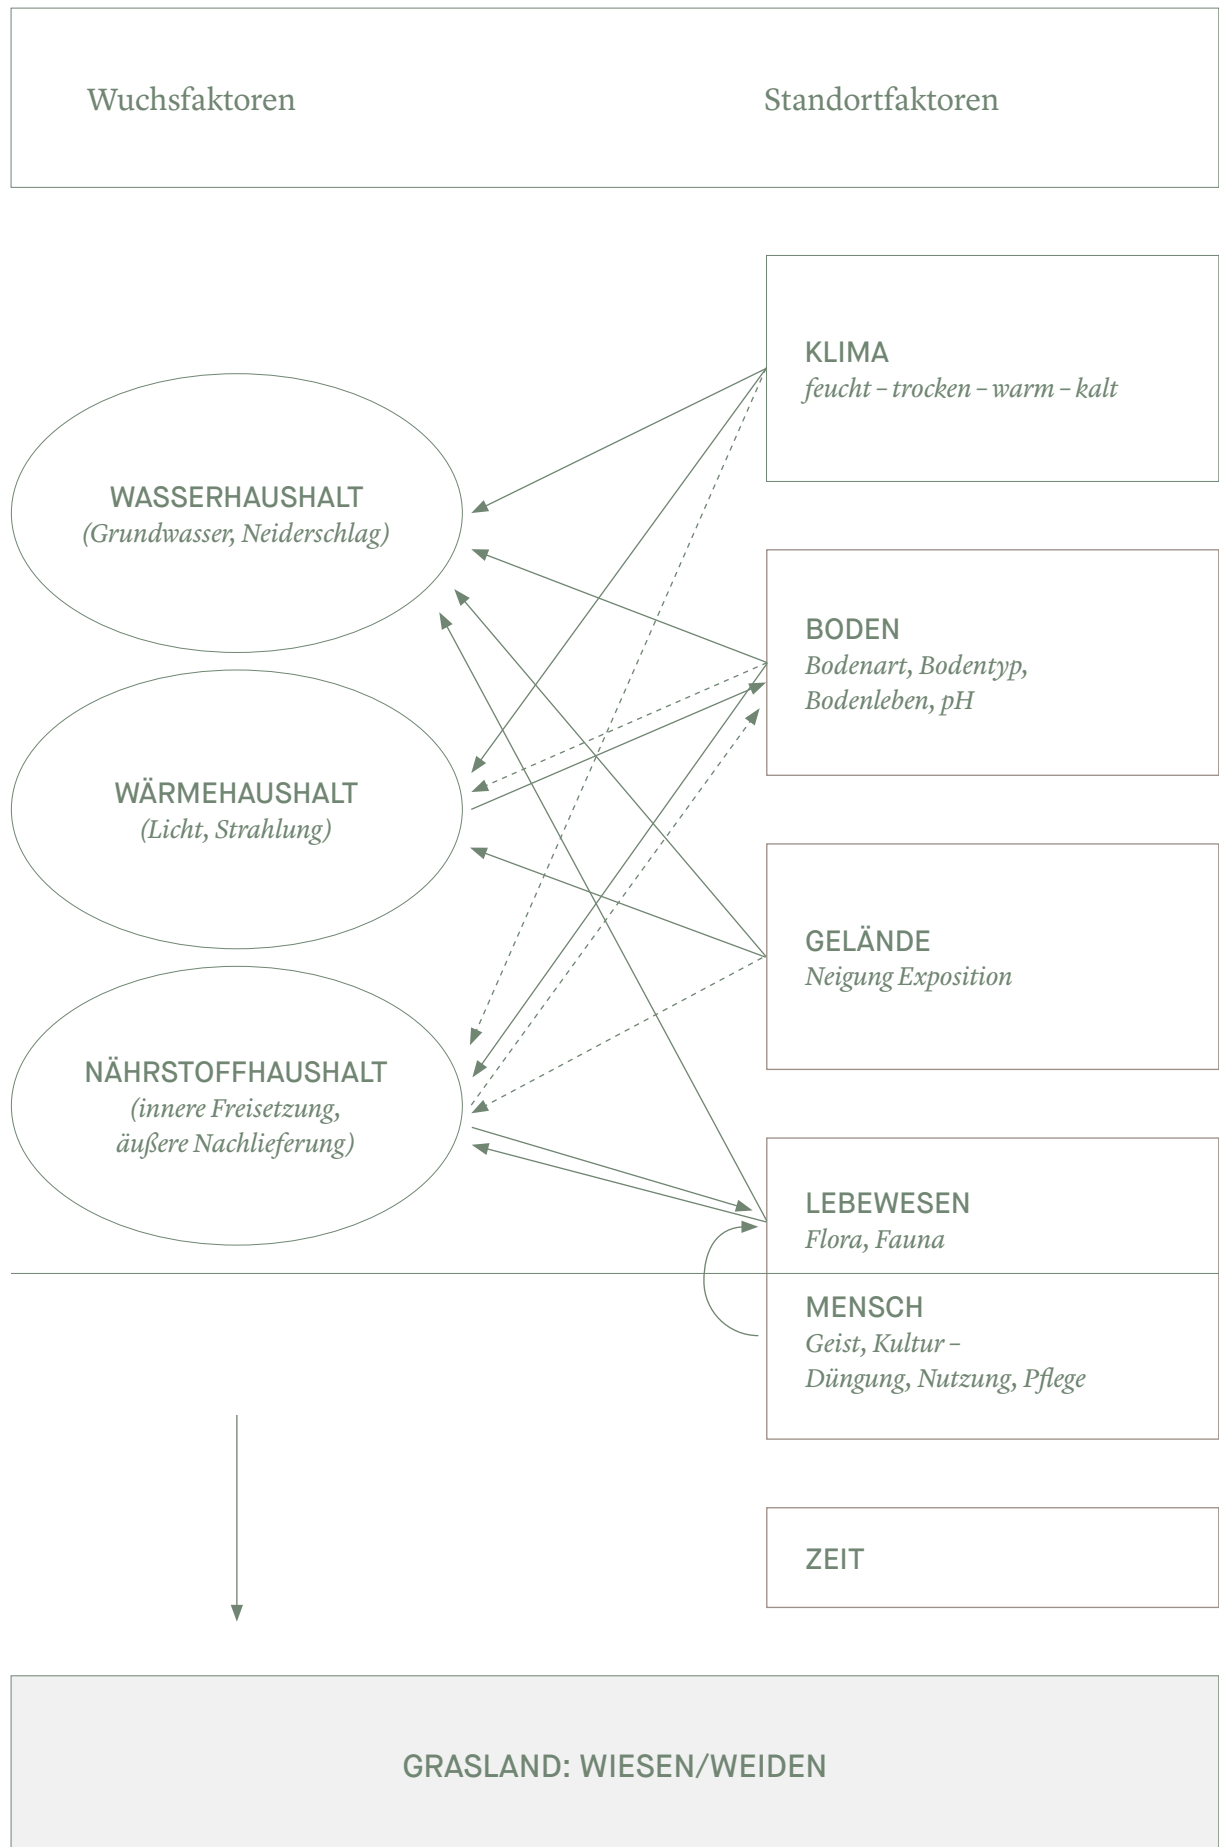 Wuchsfaktoren
Standortfaktoren
KLIMA
feucht – trocken – warm – kalt
WASSERHAUSHALT
(Grundwasser, Neiderschlag)
BODEN
Bodenart, Bodentyp,
Bodenleben, pH
WÄRMEHAUSHALT
(Licht, Strahlung)
GELÄNDE
Neigung Exposition
NÄHRSTOFFHAUSHALT
(innere Freisetzung,
äußere Nachlieferung)
LEBEWESEN
Flora, Fauna
MENSCH
Geist, Kultur –
Düngung, Nutzung, Pflege
ZEIT
GRASLAND: WIESEN/WEIDEN